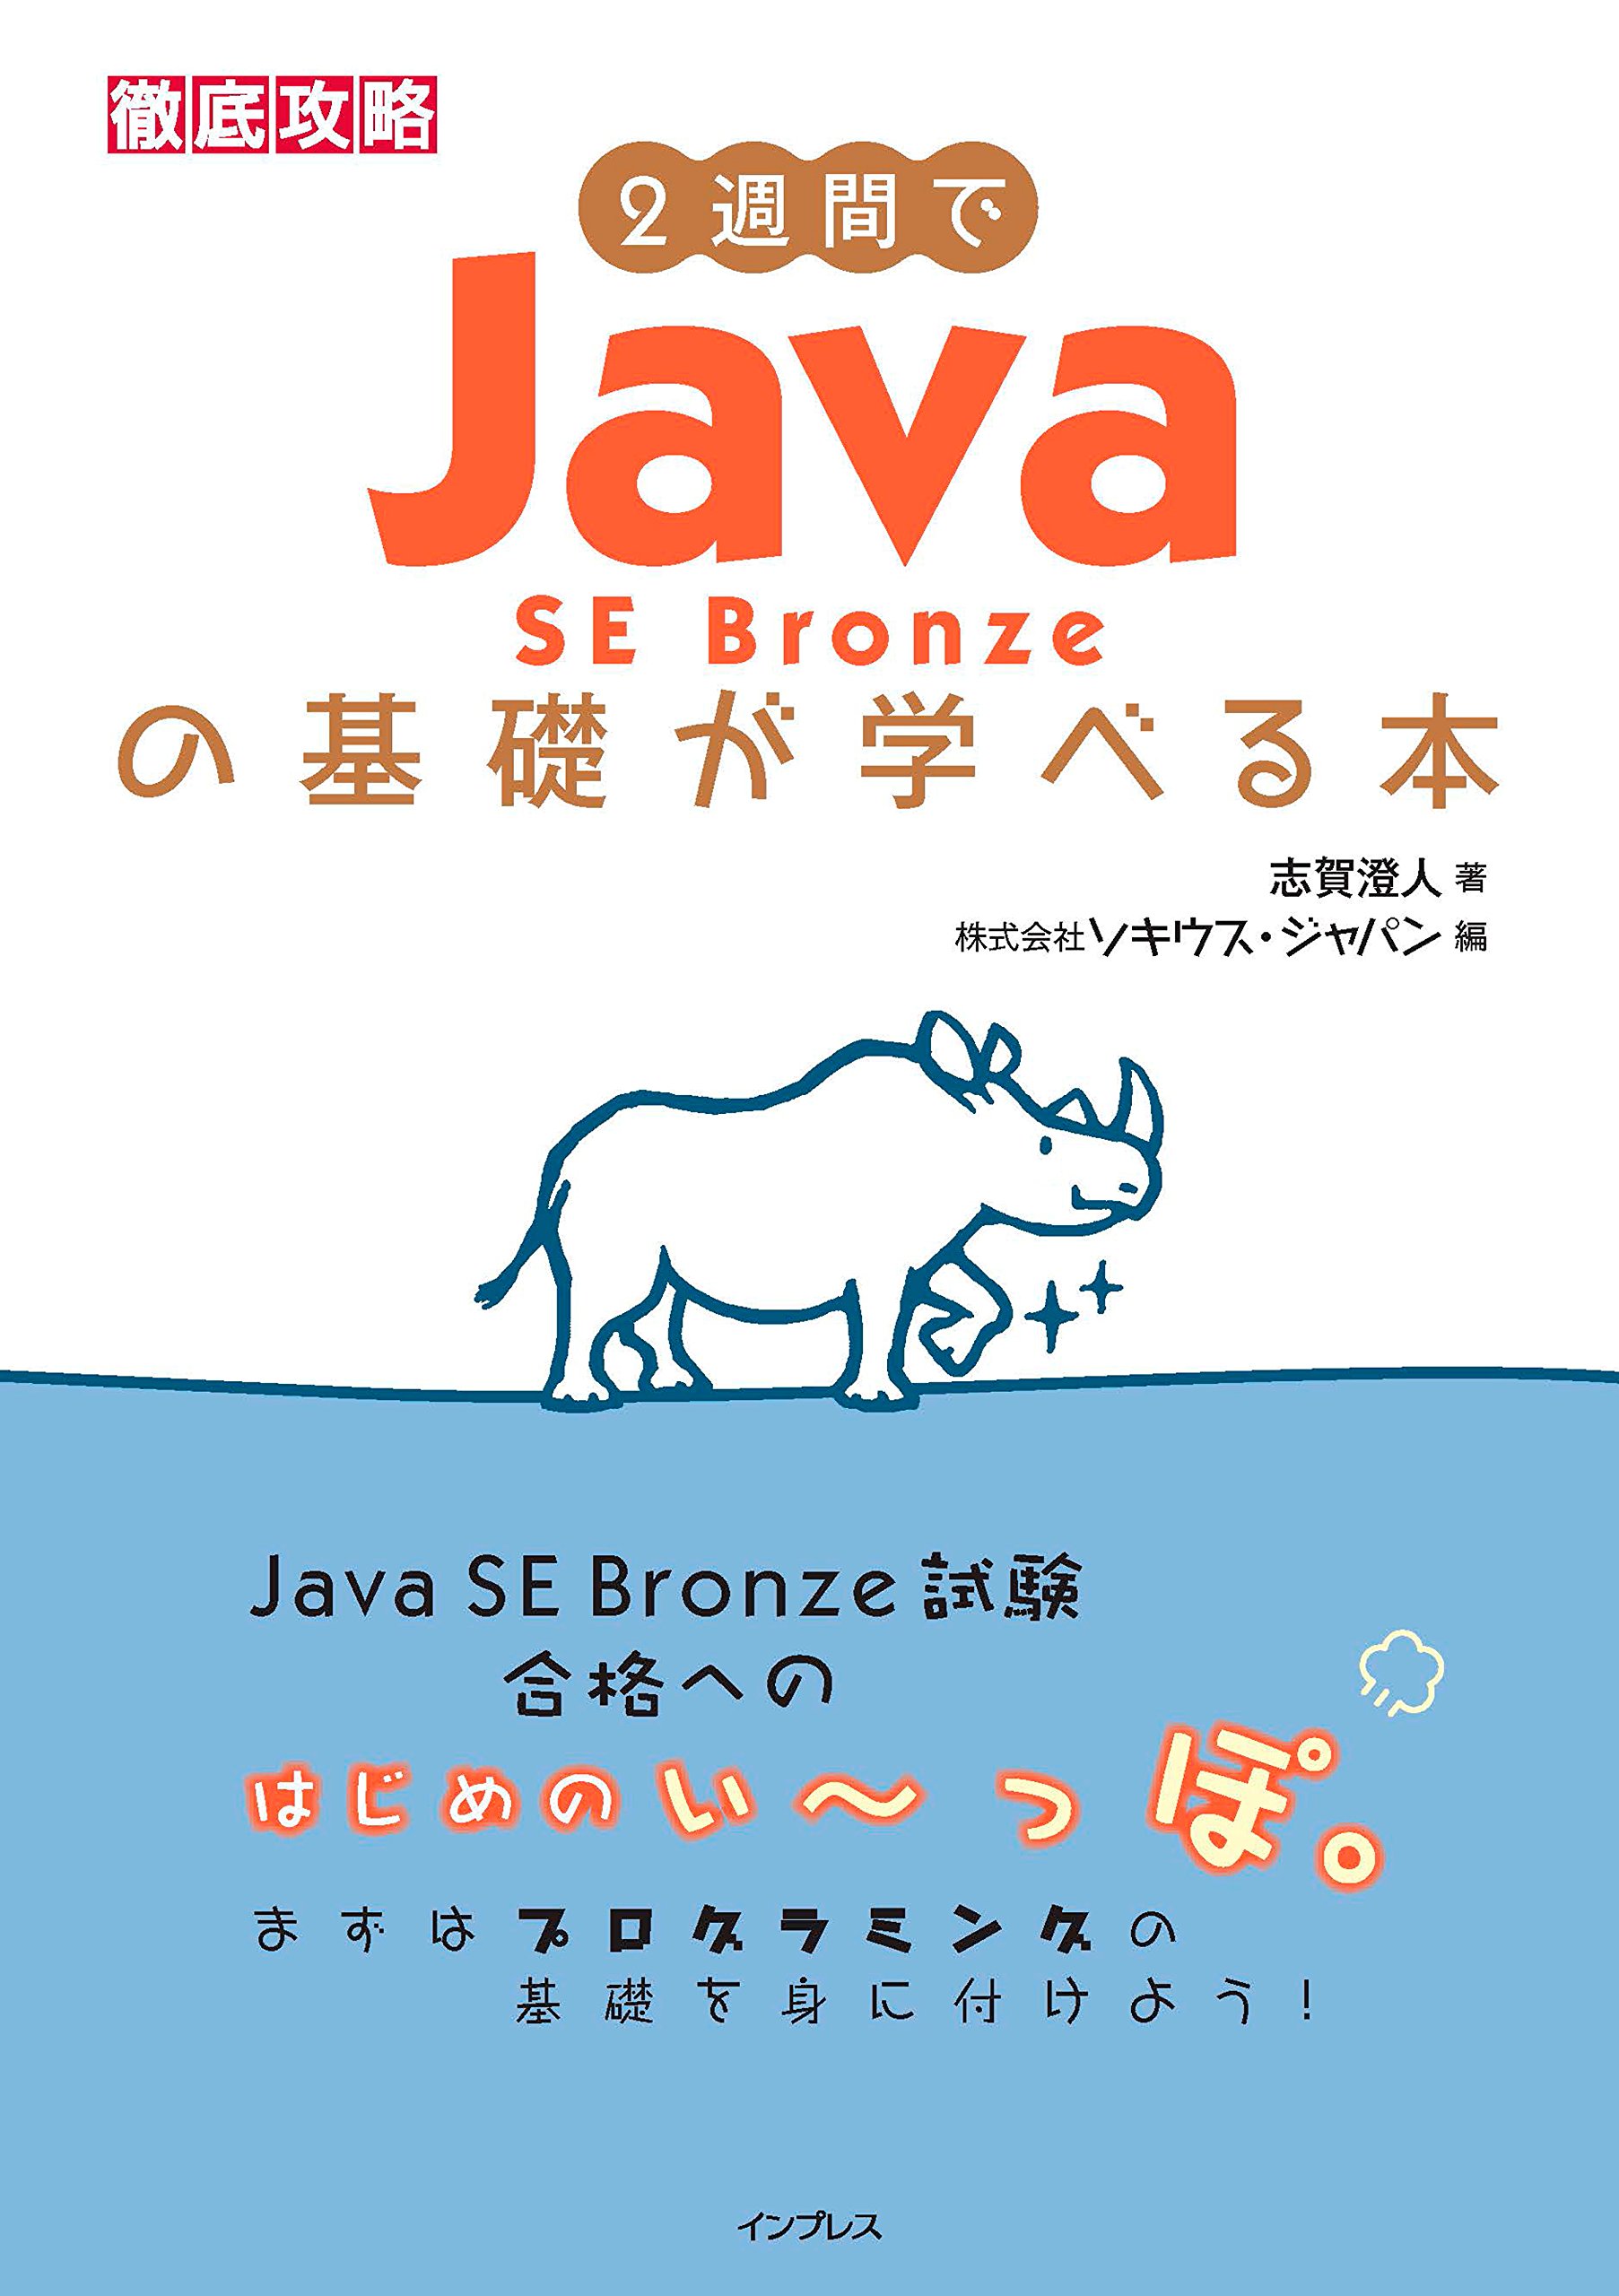 徹底攻略
2週間で
Java
SE Bronze
の基礎が学べる本
志賀澄人 著
株式会社ソキウス・ジャパン 編
Java SE Bronze試験
合格への
はじめのい〜っぽ。
まずはプログラミングの
基礎を身に付けよう!
インプレス